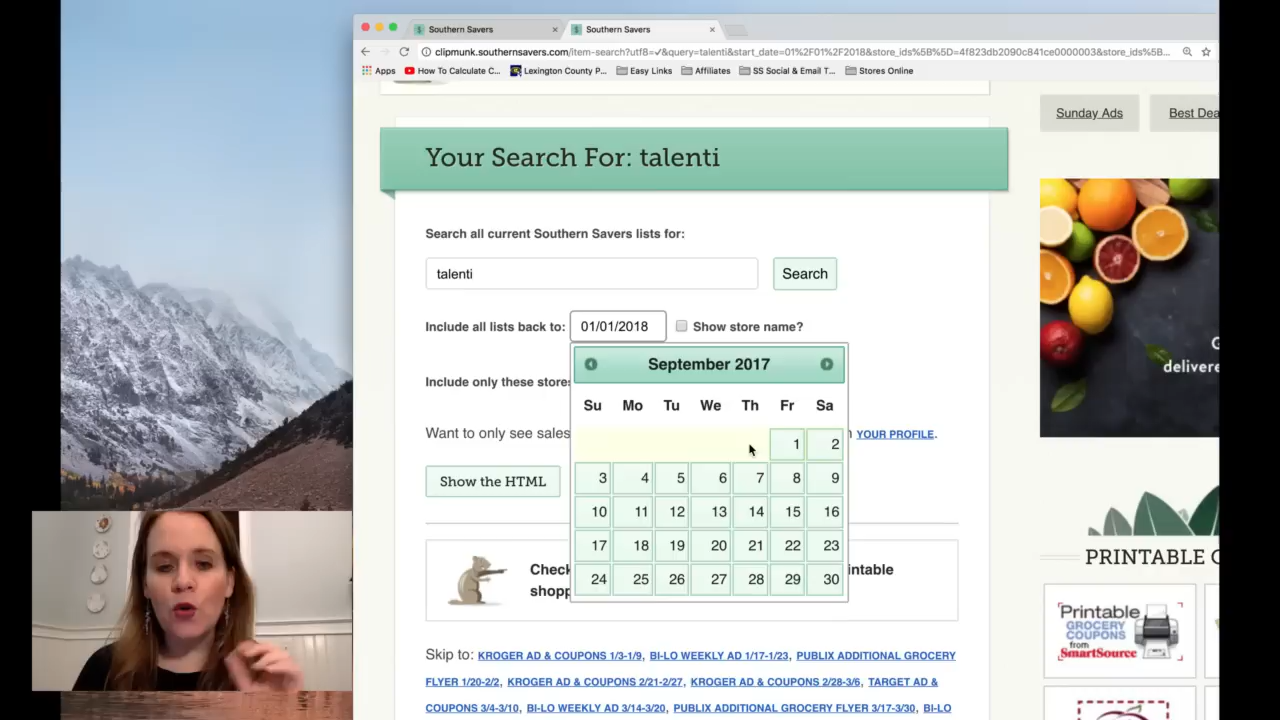 Southern Savers
Southern Savers
clipmunk.southernsavers.com/item-search?utf8=✓&query=talenti&start_date=01%2F01%2F2018&store_ids%5B%5D=4f823db2090c841ce0000003&store_ids%5B...
Apps
How To Calculate C...
Lexington County P...
Easy Links
Affiliates
SS Social & Email T...
Stores Online
Sunday Ads
Best Dea
Your Search For: talenti
Search all current Southern Savers lists for:
talenti
Search
Include all lists back to:
01/01/2018
Show store name?
September 2017
Su Mo Tu We Th Fr Sa
1 2
3 4 5 6 7 8 9
10 11 12 13 14 15 16
17 18 19 20 21 22 23
24 25 26 27 28 29 30
Include only these stores
Want to only see sales
YOUR PROFILE.
Show the HTML
delivere
Check
intable
shopp
PRINTABLE C
Printable
GROCERY
COUPONS
from
SmartSource
Skip to: KROGER AD & COUPONS 1/3-1/9, BI-LO WEEKLY AD 1/17-1/23, PUBLIX ADDITIONAL GROCERY
FLYER 1/20-2/2, KROGER AD & COUPONS 2/21-2/27, KROGER AD & COUPONS 2/28-3/6, TARGET AD &
COUPONS 3/4-3/10, BI-LO WEEKLY AD 3/14-3/20, PUBLIX ADDITIONAL GROCERY FLYER 3/17-3/30, BI-LO